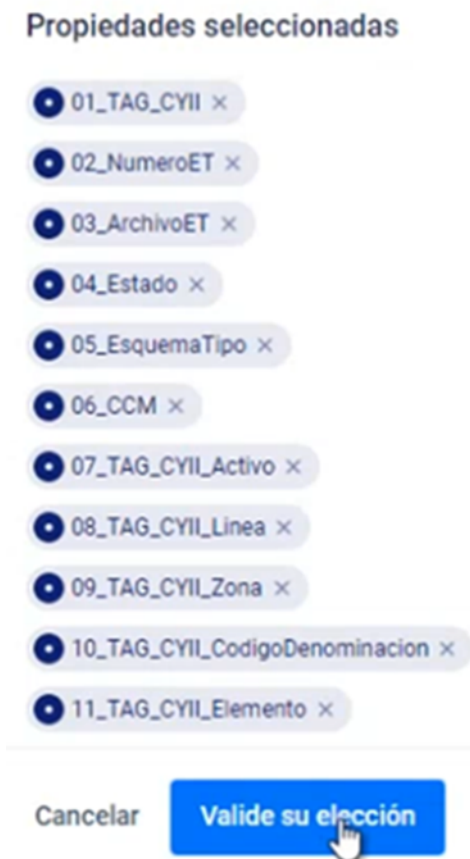 Propiedades seleccionadas
01_TAG_CYII ×
02_NumeroET ×
03_ArchivoET ×
04_Estado ×
05_EsquemaTipo ×
06_CCM ×
07_TAG_CYII_Activo ×
08_TAG_CYII_Linea ×
09_TAG_CYII_Zona ×
10_TAG_CYII_CodigoDenominacion ×
11_TAG_CYII_Elemento ×
Cancelar Valide su elección